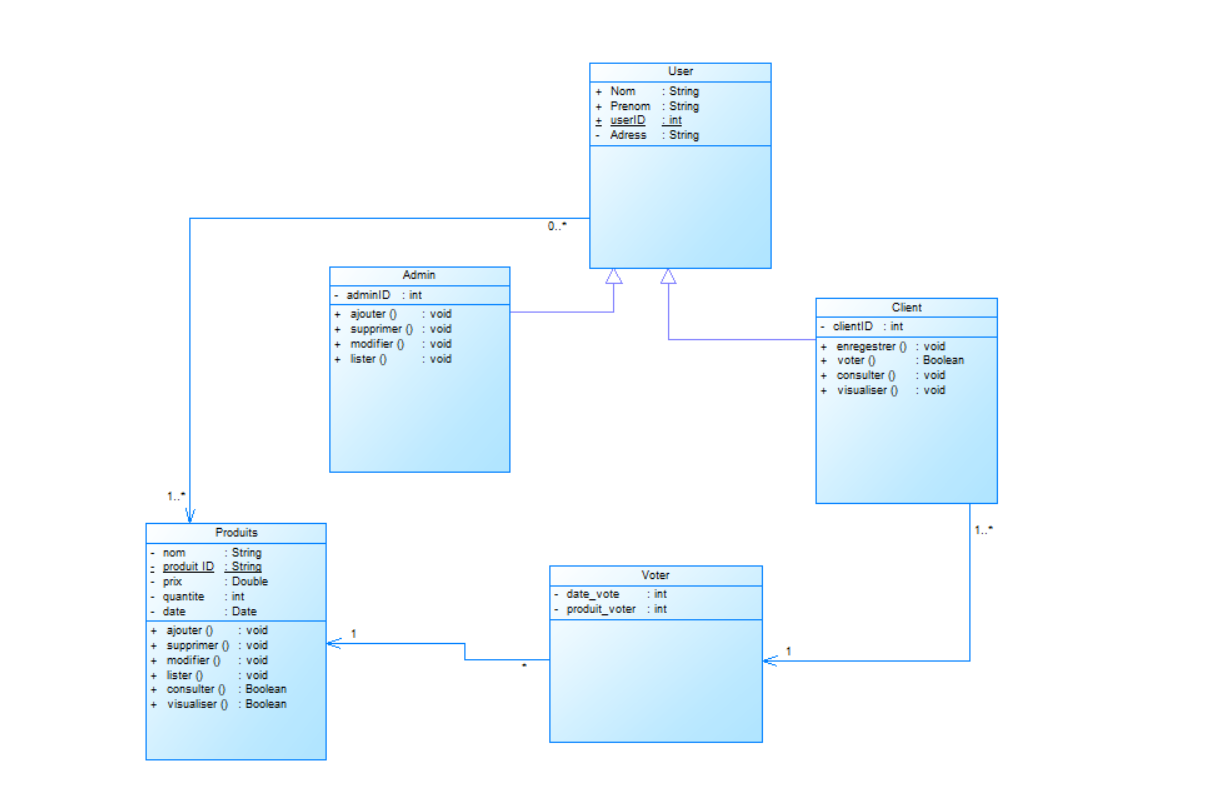 User
+ Nom : String
+ Prenom : String
+ userID : int
- Adress : String
0..*
Admin
- adminID : int
+ ajouter () : void
+ supprimer () : void
+ modifier () : void
+ lister () : void
Client
- clientID : int
+ enregestrer () : void
+ voter () : Boolean
+ consulter () : void
+ visualiser () : void
1..*
1..*
Produits
- nom : String
- produit ID : String
- prix : Double
- quantite : int
- date : Date
+ ajouter () : void
+ supprimer () : void
+ modifier () : void
+ lister () : void
+ consulter () : Boolean
+ visualiser () : Boolean
1
*
Voter
- date_vote : int
- produit_voter : int
1